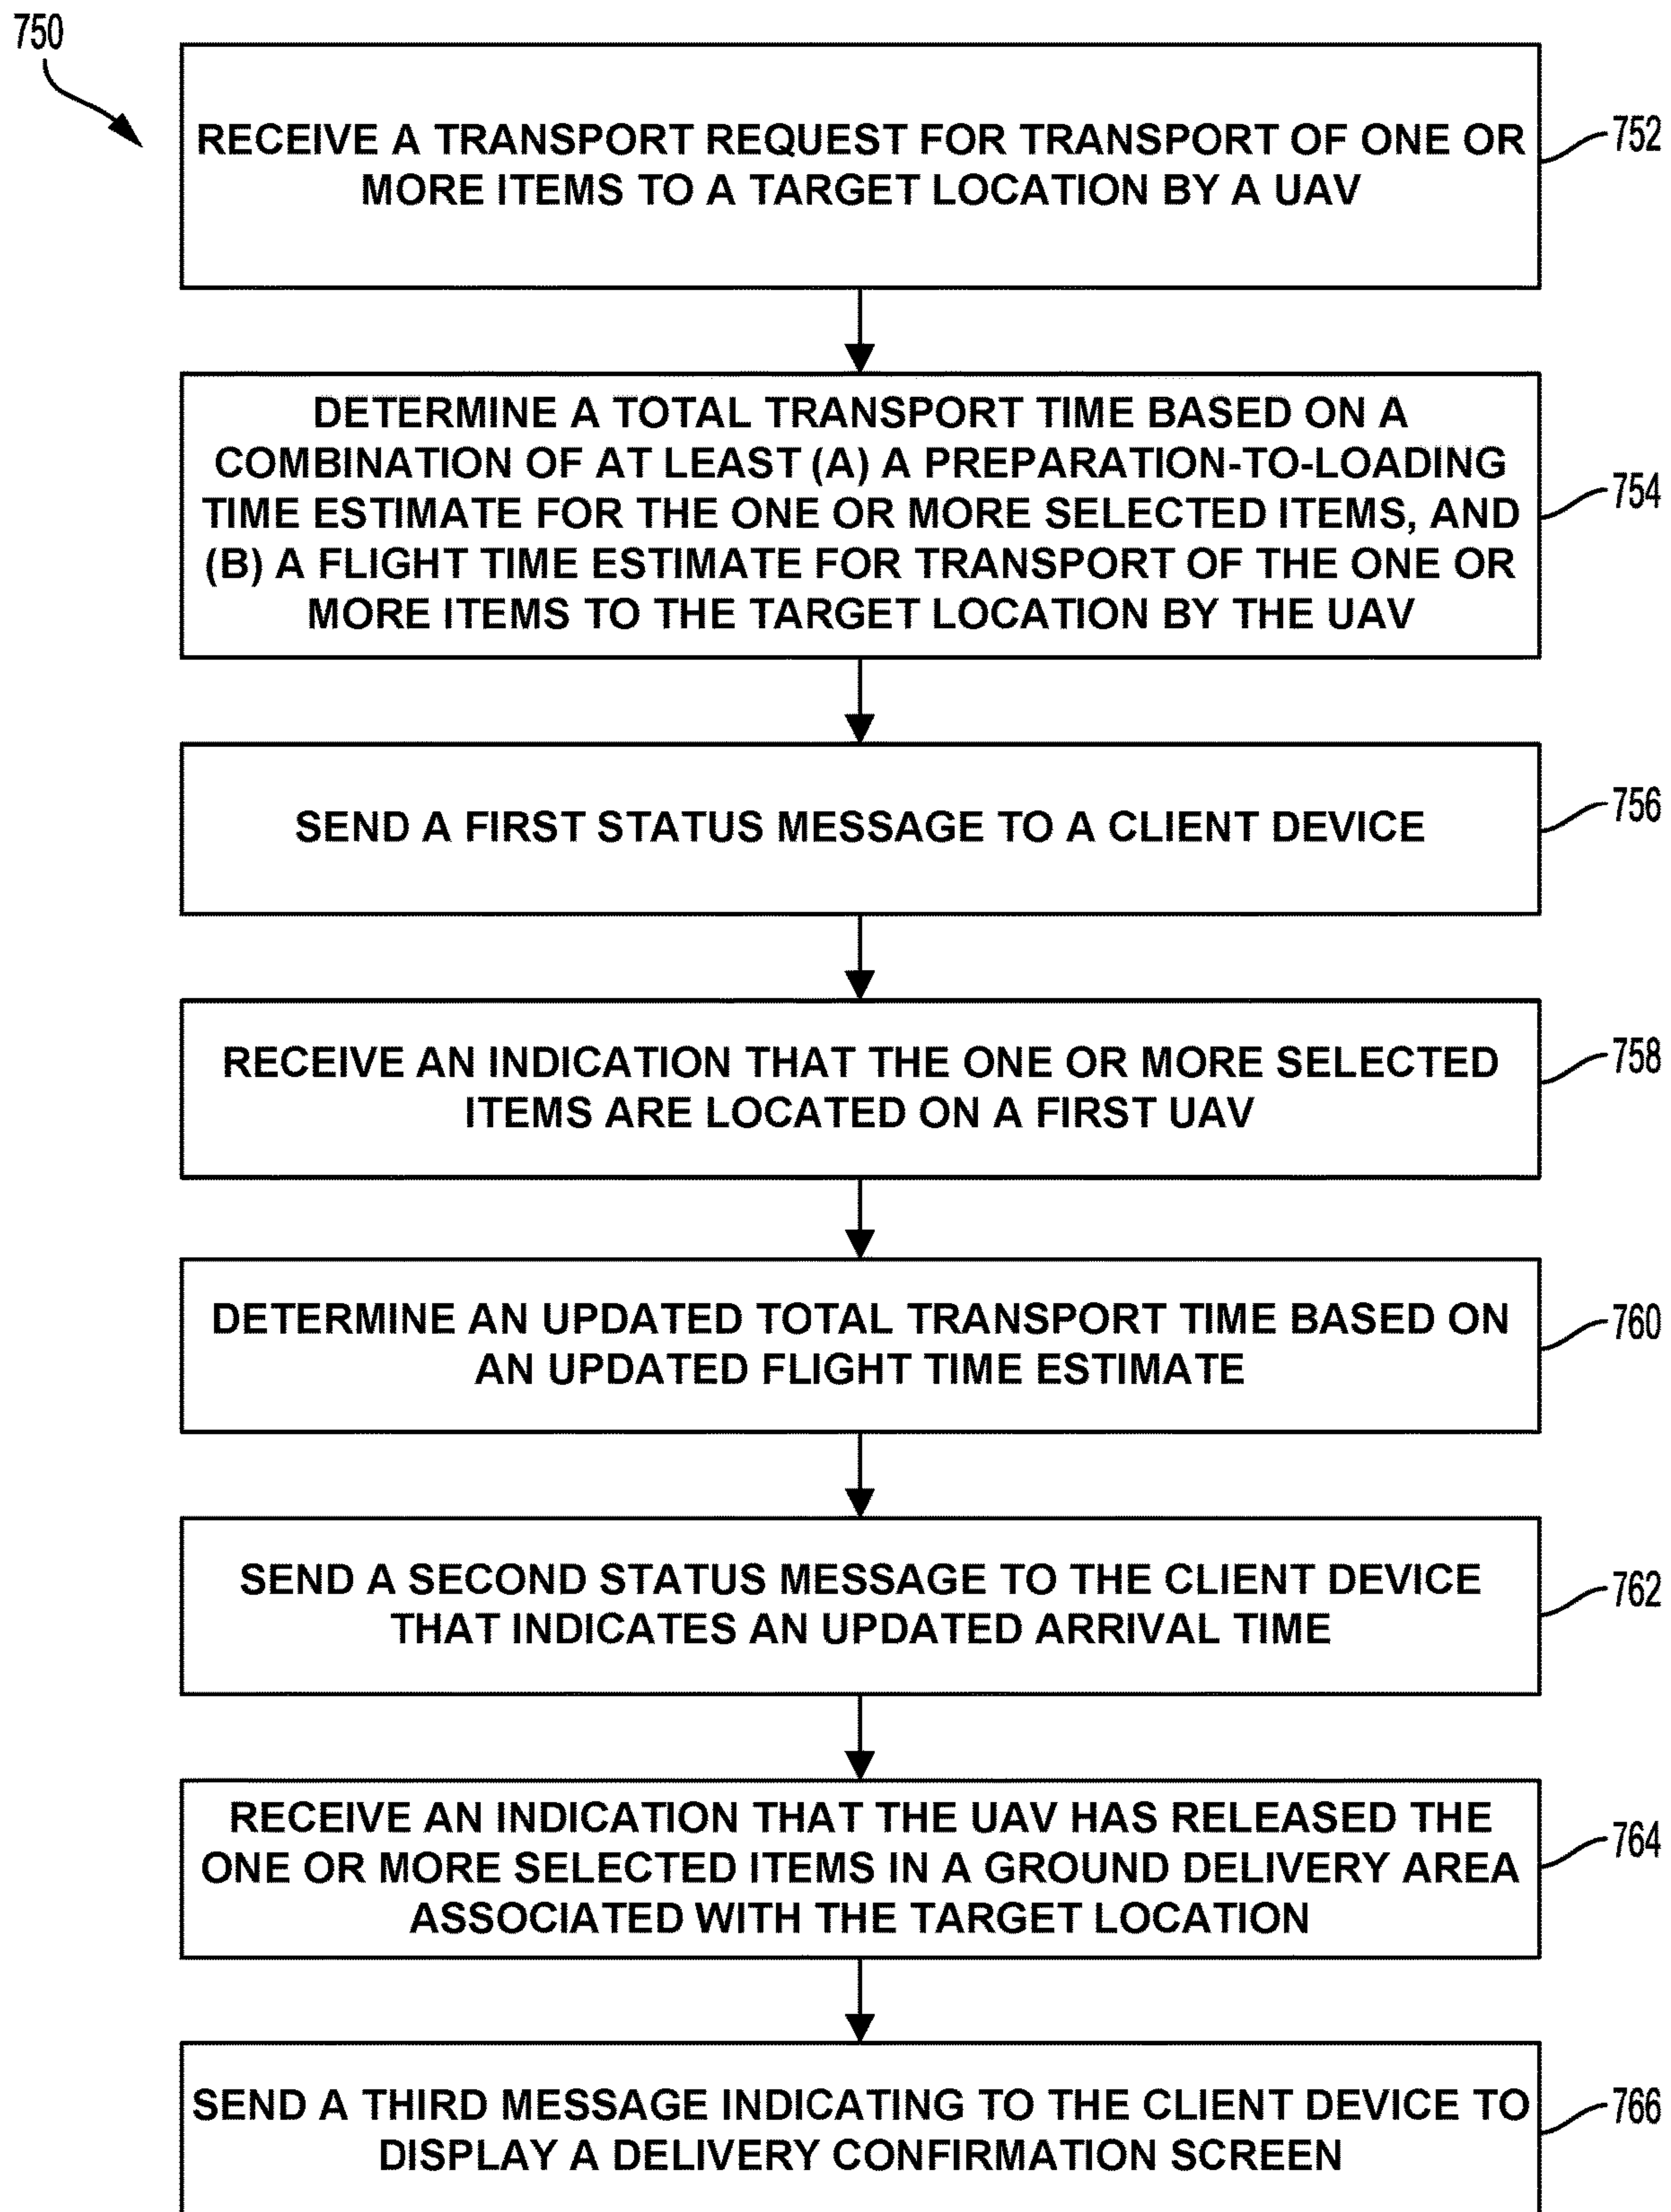 750
RECEIVE A TRANSPORT REQUEST FOR TRANSPORT OF ONE OR
MORE ITEMS TO A TARGET LOCATION BY A UAV
752
DETERMINE A TOTAL TRANSPORT TIME BASED ON A
COMBINATION OF AT LEAST (A) A PREPARATION-TO-LOADING
TIME ESTIMATE FOR THE ONE OR MORE SELECTED ITEMS, AND
(B) A FLIGHT TIME ESTIMATE FOR TRANSPORT OF THE ONE OR
MORE ITEMS TO THE TARGET LOCATION BY THE UAV
754
SEND A FIRST STATUS MESSAGE TO A CLIENT DEVICE
756
RECEIVE AN INDICATION THAT THE ONE OR MORE SELECTED
ITEMS ARE LOCATED ON A FIRST UAV
758
DETERMINE AN UPDATED TOTAL TRANSPORT TIME BASED ON
AN UPDATED FLIGHT TIME ESTIMATE
760
SEND A SECOND STATUS MESSAGE TO THE CLIENT DEVICE
THAT INDICATES AN UPDATED ARRIVAL TIME
762
RECEIVE AN INDICATION THAT THE UAV HAS RELEASED THE
ONE OR MORE SELECTED ITEMS IN A GROUND DELIVERY AREA
ASSOCIATED WITH THE TARGET LOCATION
764
SEND A THIRD MESSAGE INDICATING TO THE CLIENT DEVICE TO
DISPLAY A DELIVERY CONFIRMATION SCREEN
766